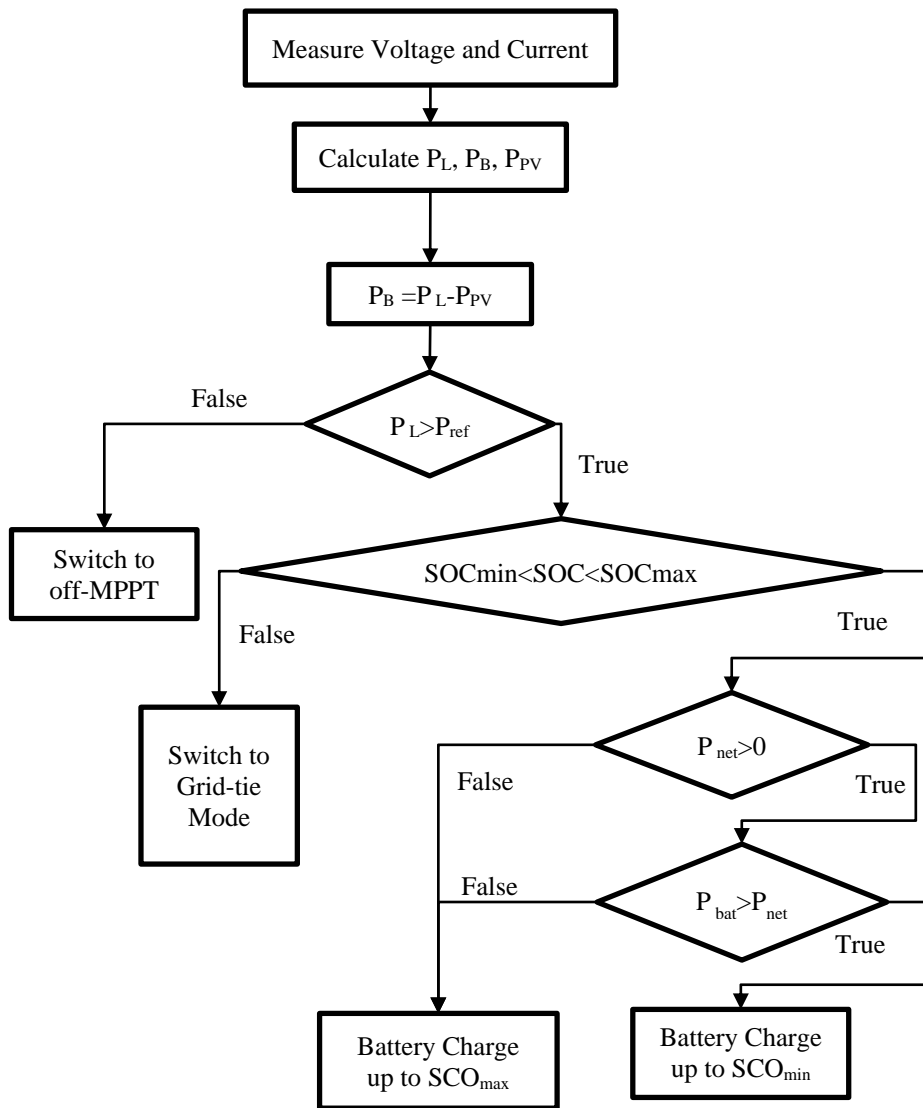 Measure Voltage and Current
Calculate P_L, P_B, P_PV
P_B =P_L-P_PV
False
P_L>P_ref
True
Switch to
off-MPPT
SOCmin<SOC<SOCmax
False
True
Switch to
Grid-tie
Mode
P_net>0
False
True
False
P_bat>P_net
True
Battery Charge
up to SCO_max
Battery Charge
up to SCO_min